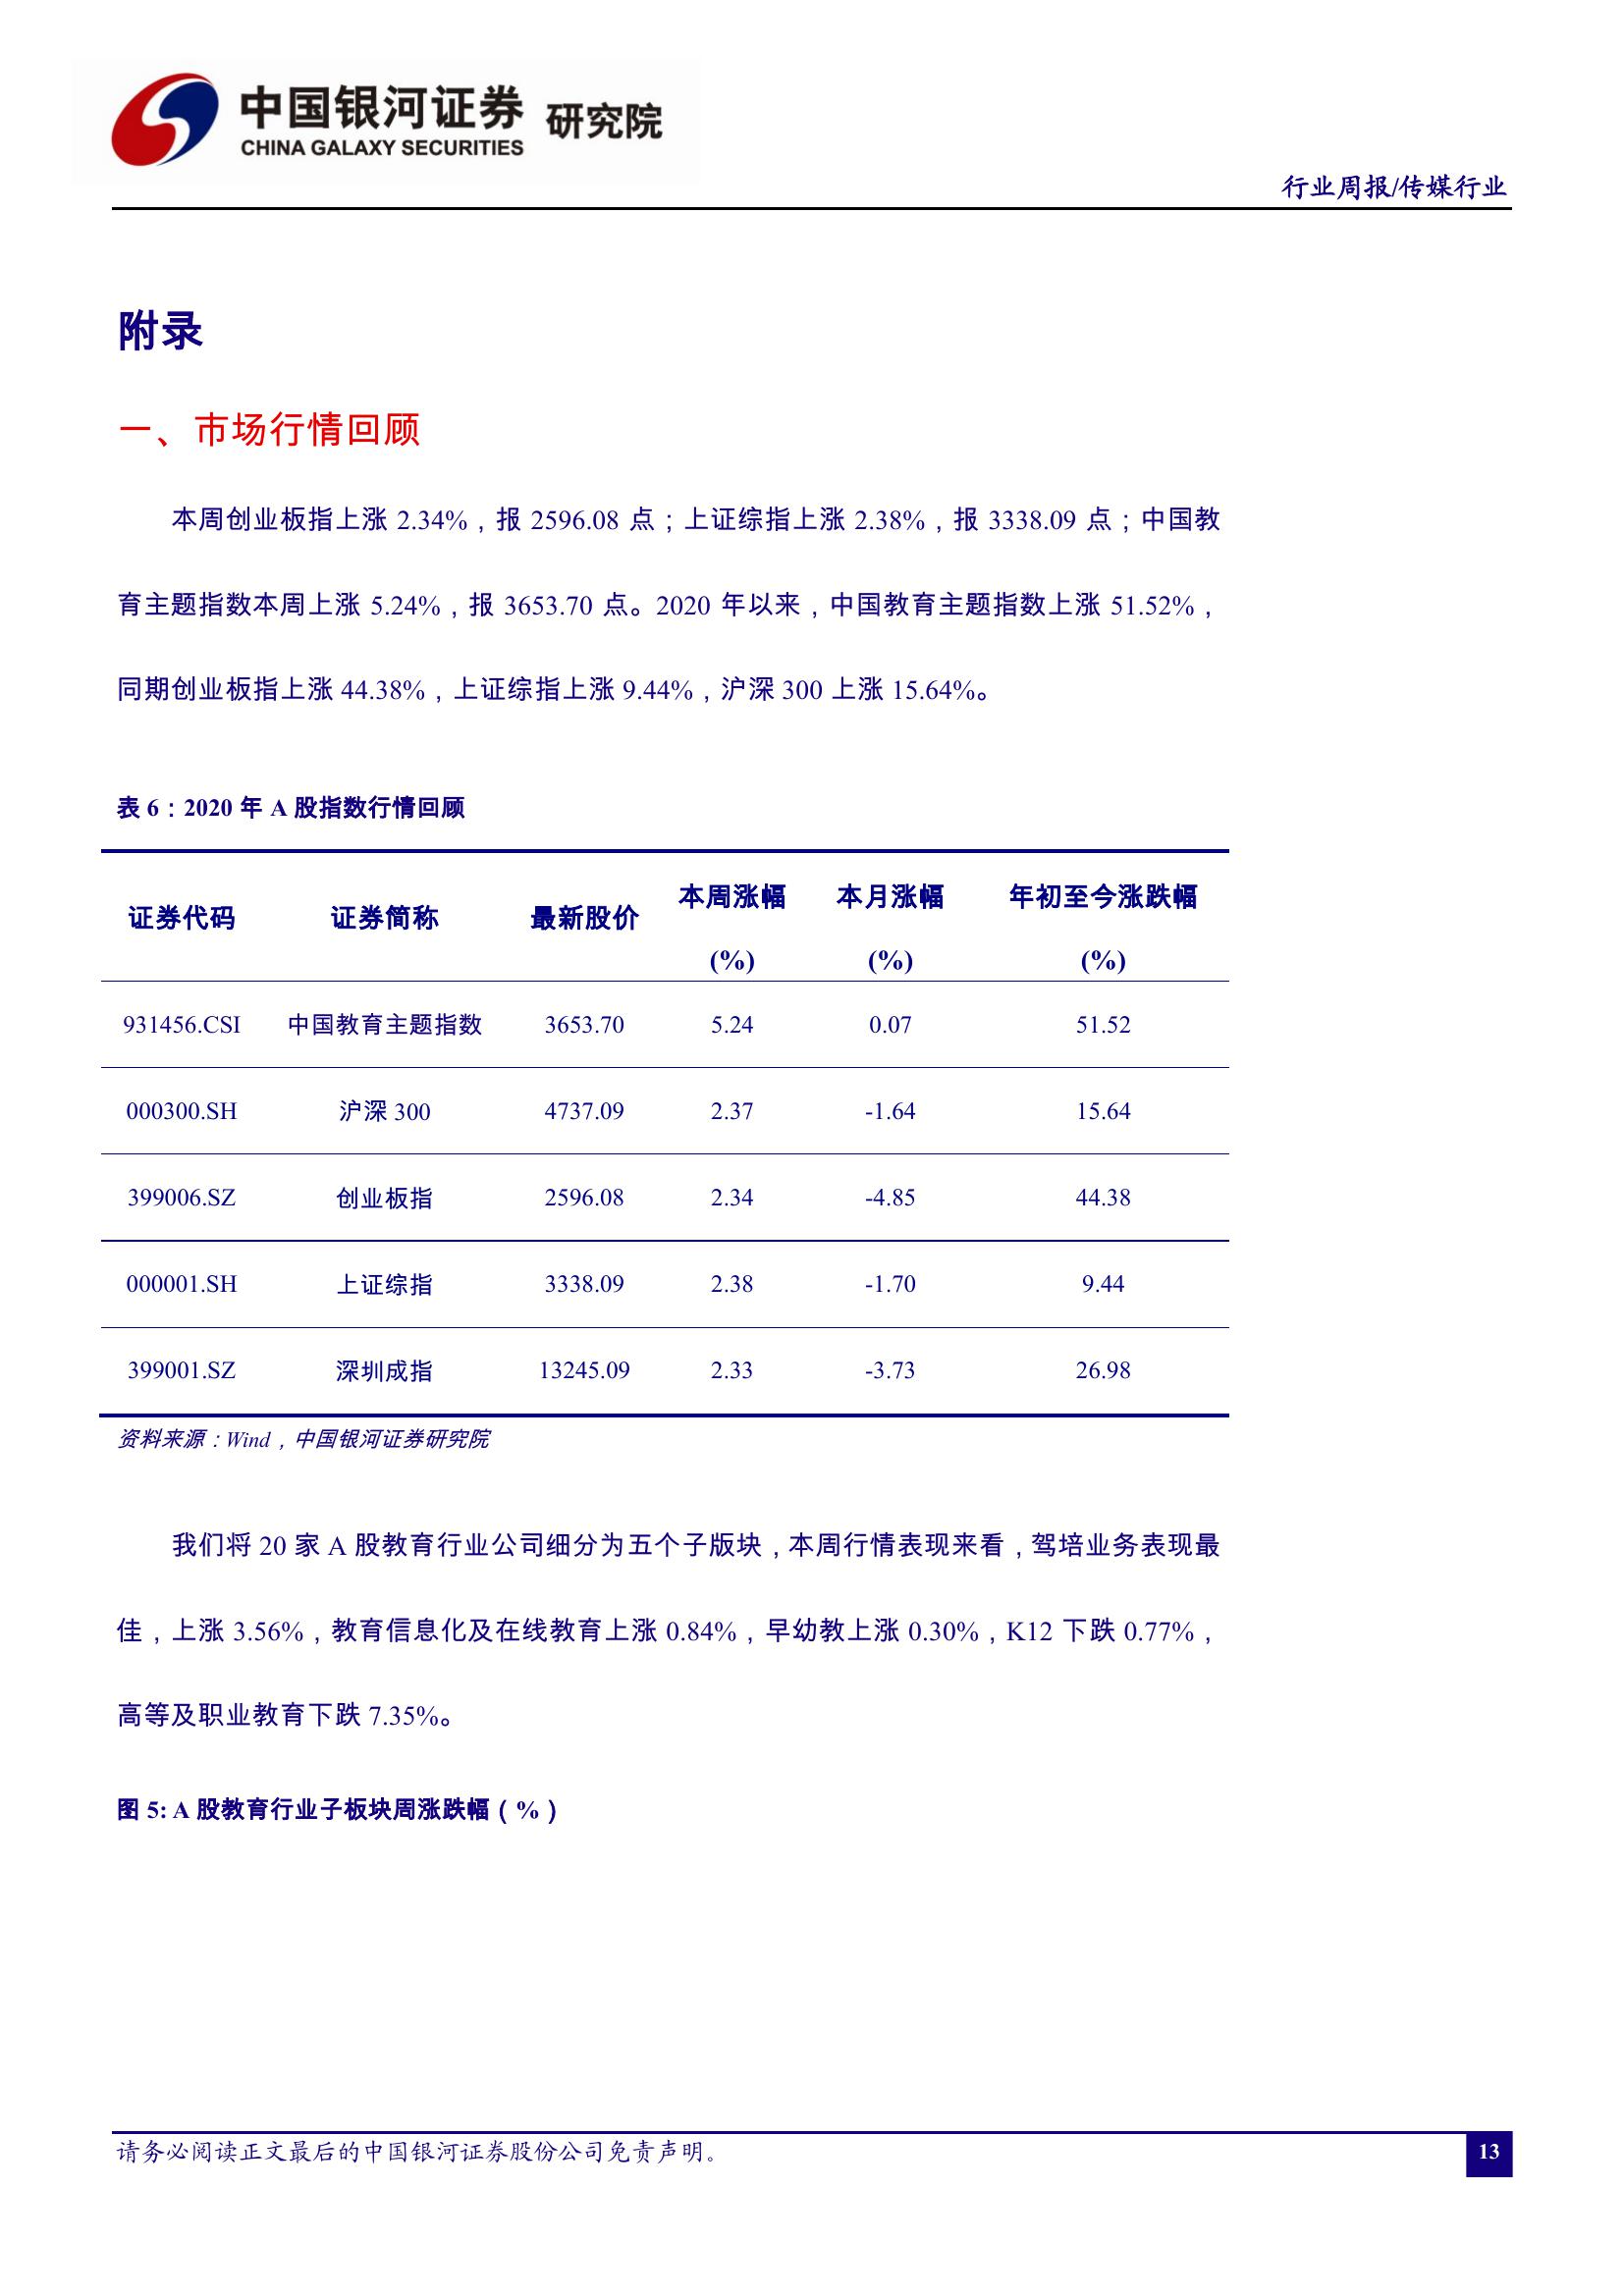 中国银河证券 研究院
CHINA GALAXY SECURITIES
行业周报/传媒行业
附录
一、市场行情回顾
本周创业板指上涨 2.34%，报 2596.08 点；上证综指上涨 2.38%，报 3338.09 点；中国教
育主题指数本周上涨 5.24%，报 3653.70 点。2020 年以来，中国教育主题指数上涨 51.52%，
同期创业板指上涨 44.38%，上证综指上涨 9.44%，沪深 300 上涨 15.64%。
表 6：2020 年 A 股指数行情回顾
证券代码 证券简称 最新股价 本周涨幅 本月涨幅 年初至今涨跌幅
(%) (%) (%)
931456.CSI 中国教育主题指数 3653.70 5.24 0.07 51.52
000300.SH 沪深 300 4737.09 2.37 -1.64 15.64
399006.SZ 创业板指 2596.08 2.34 -4.85 44.38
000001.SH 上证综指 3338.09 2.38 -1.70 9.44
399001.SZ 深圳成指 13245.09 2.33 -3.73 26.98
资料来源：Wind，中国银河证券研究院
我们将 20 家 A 股教育行业公司细分为五个子版块，本周行情表现来看，驾培业务表现最
佳，上涨 3.56%，教育信息化及在线教育上涨 0.84%，早幼教上涨 0.30%，K12 下跌 0.77%，
高等及职业教育下跌 7.35%。
图 5: A 股教育行业子板块周涨跌幅（%）
请务必阅读正文最后的中国银河证券股份公司免责声明。
13